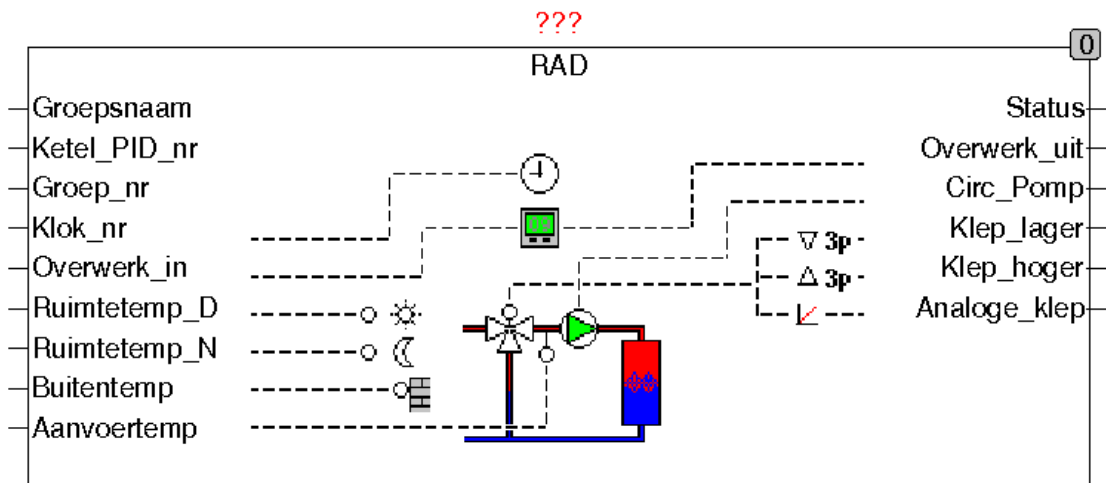 ???
0
RAD
Groepsnaam
Status
Ketel_PID_nr
Overwerk_uit
Groep_nr
Circ_Pomp
Klok_nr
Klep_lager
3p
Overwerk_in
Klep_hoger
3p
Ruimtetemp_D
Analoge_klep
Ruimtetemp_N
Buitentemp
Aanvoertemp